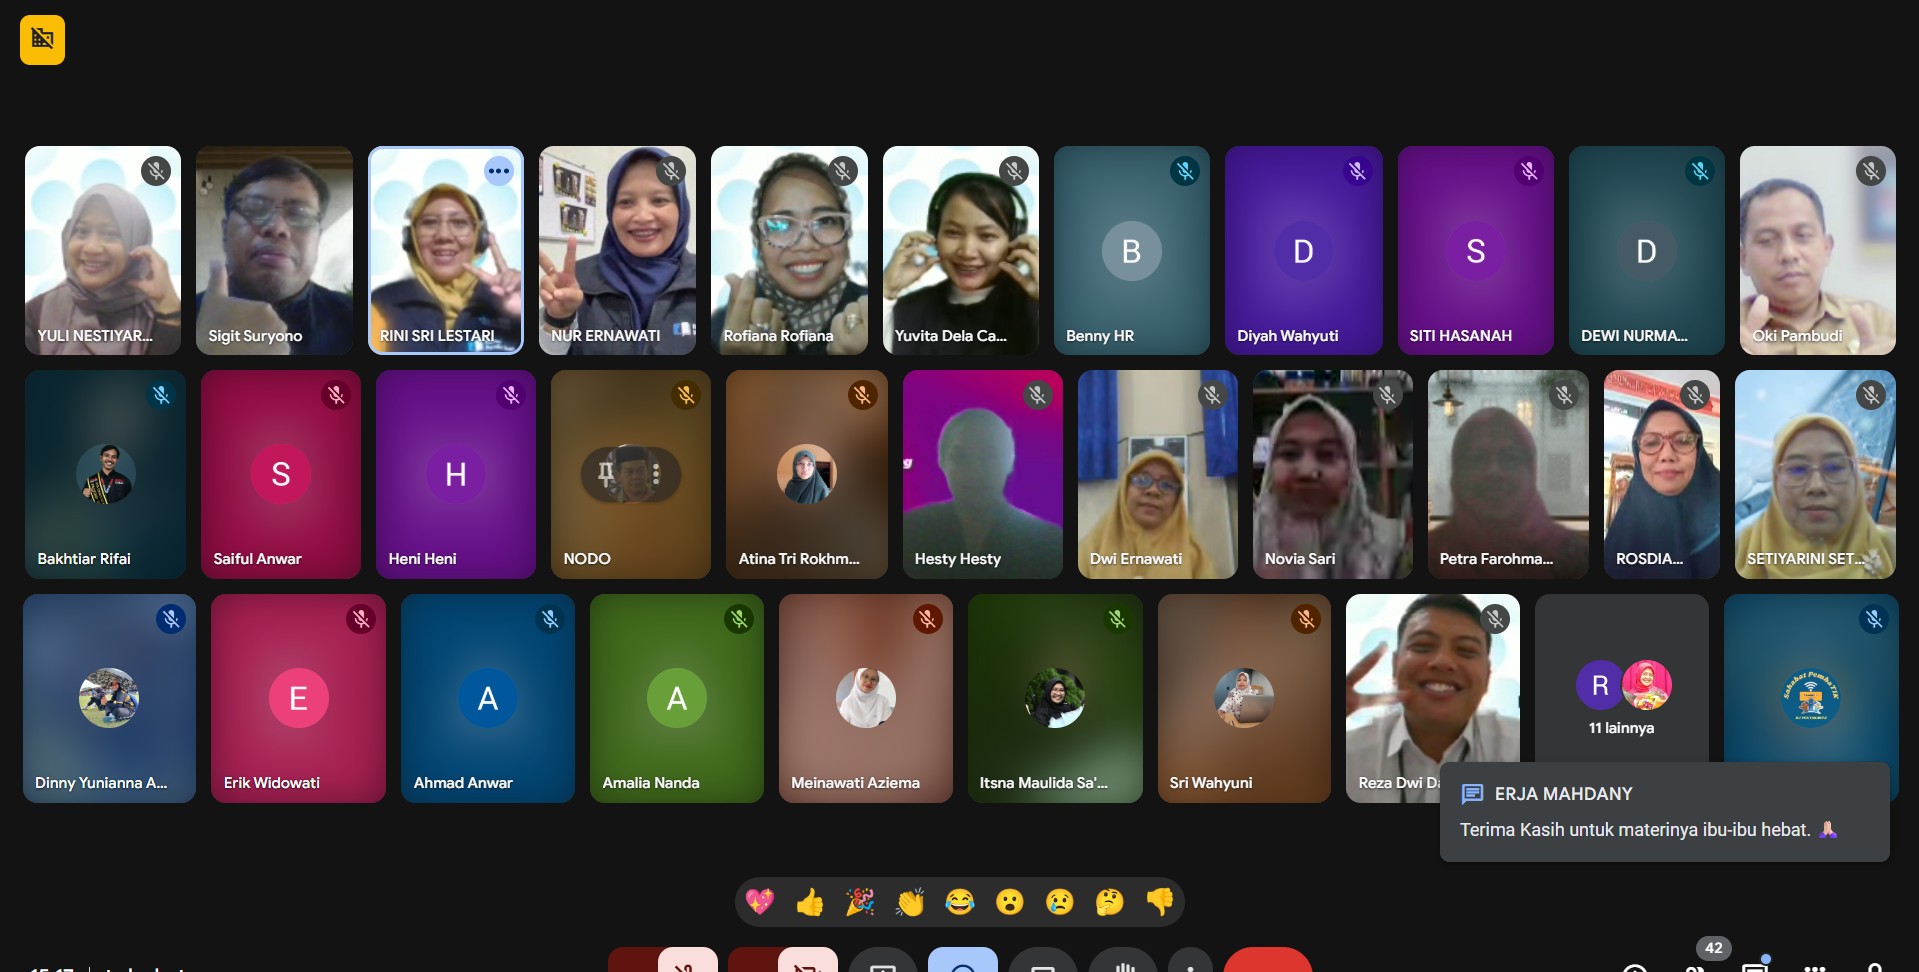 YULI NESTIYAR...
Sigit Suryono
RINI SRI LESTARI
NUR ERNAWATI
Rofiana Rofiana
Yuvita Dela Ca...
B
Benny HR
D
Diyah Wahyuti
S
SITI HASANAH
D
DEWI NURMA...
Oki Pambudi
Bakhtiar Rifai
S
Saiful Anwar
H
Heni Heni
NODO
Atina Tri Rokhm...
g
Hesty Hesty
Dwi Ernawati
Novia Sari
Petra Farohma...
ROSDIA...
SETIYARINI SET...
Dinny Yunianna A...
E
Erik Widowati
A
Ahmad Anwar
A
Amalia Nanda
Meinawati Aziema
Itsna Maulida Sa'...
Sri Wahyuni
Reza Dwi Da
R
11 lainnya
Sahabat PembaTIK
ERJA MAHDANY
Terima Kasih untuk materinya ibu-ibu hebat. 🙏🏻
42